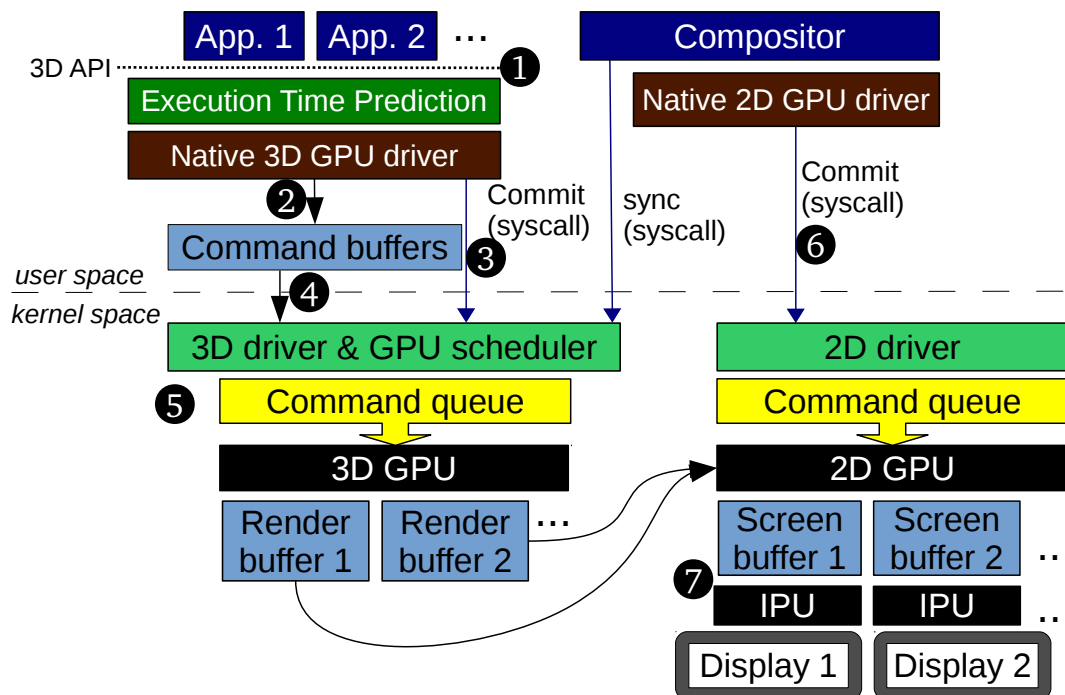 App. 1
App. 2
...
Compositor
3D API
1
Execution Time Prediction
Native 2D GPU driver
Native 3D GPU driver
2
Commit
(syscall)
sync
(syscall)
Commit
(syscall)
Command buffers
3
6
user space
4
kernel space
3D driver & GPU scheduler
2D driver
5
Command queue
Command queue
3D GPU
2D GPU
Render
buffer 1
Render
buffer 2
...
Screen
buffer 1
Screen
buffer 2
..
7
IPU
IPU
..
Display 1
Display 2